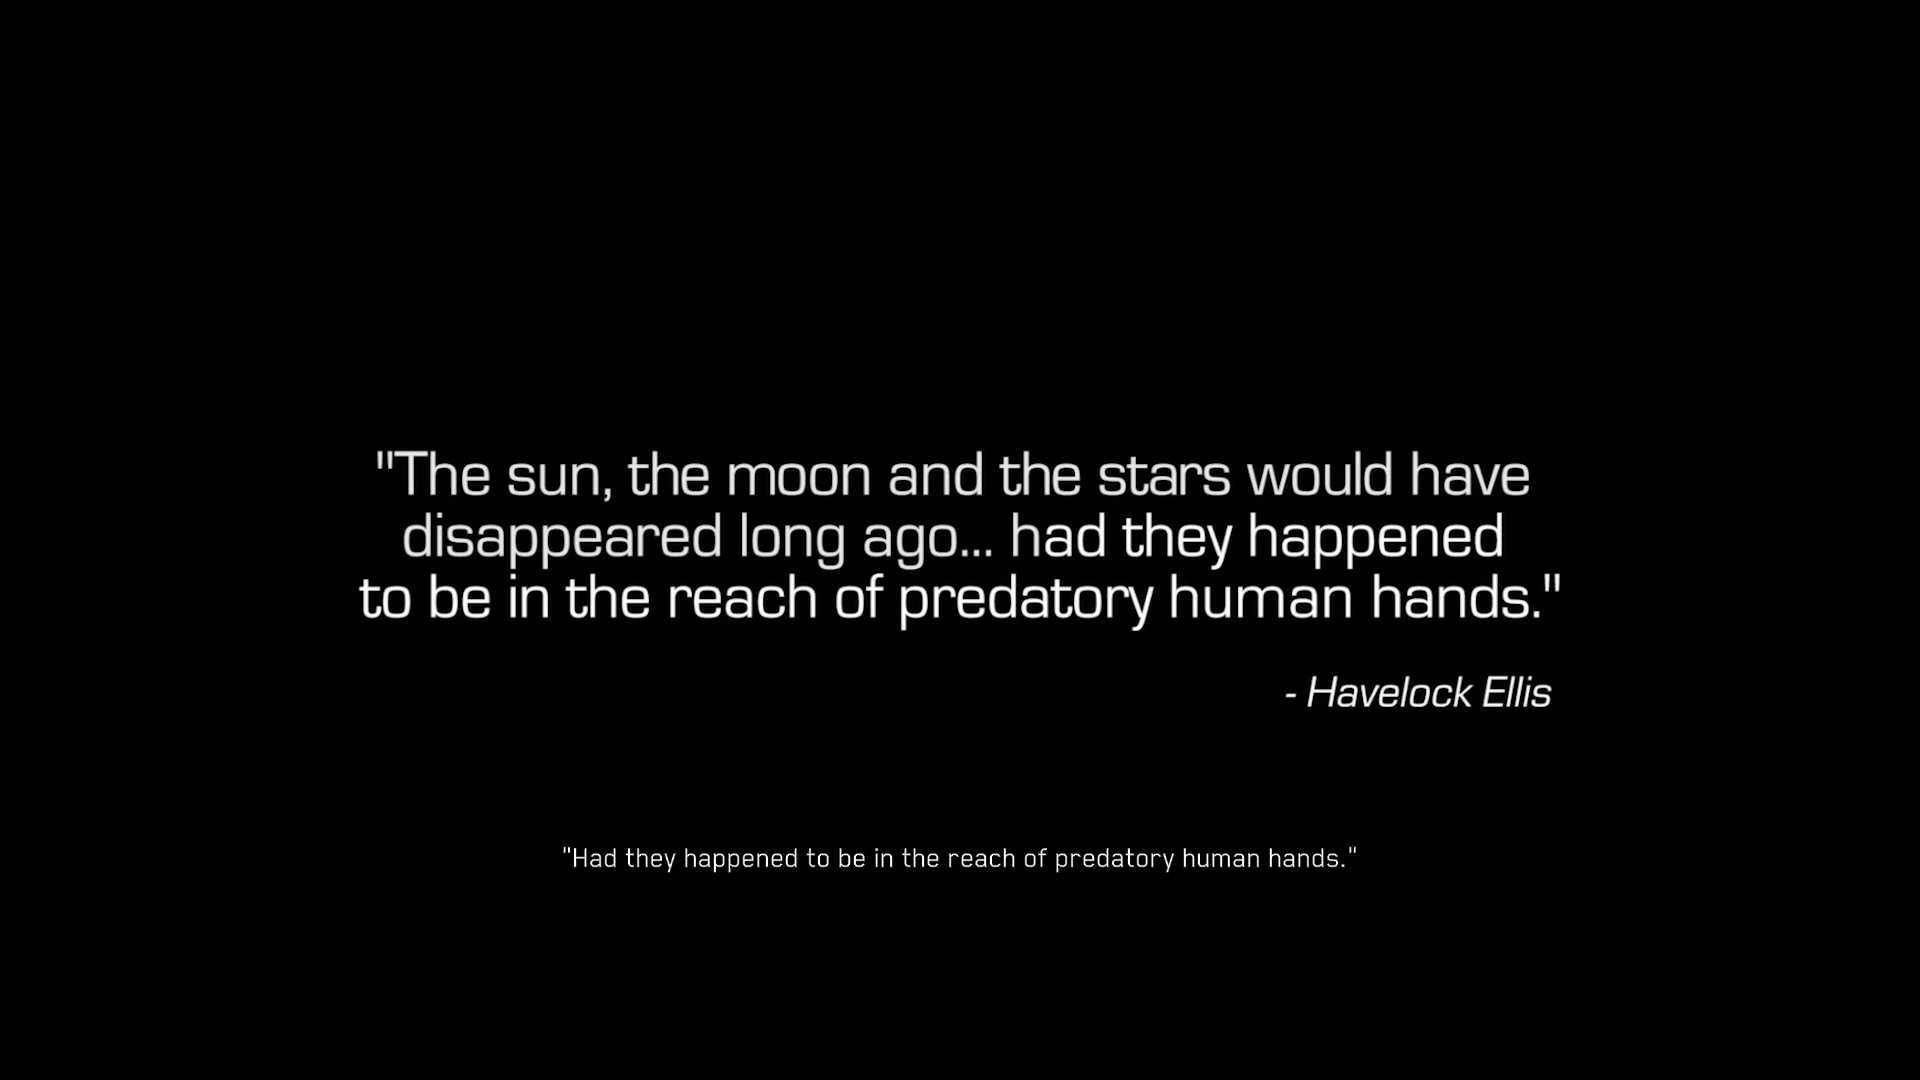 "The sun, the moon and the stars would have
disappeared long ago... had they happened
to be in the reach of predatory human hands."
- Havelock Ellis
"Had they happened to be in the reach of predatory human hands."